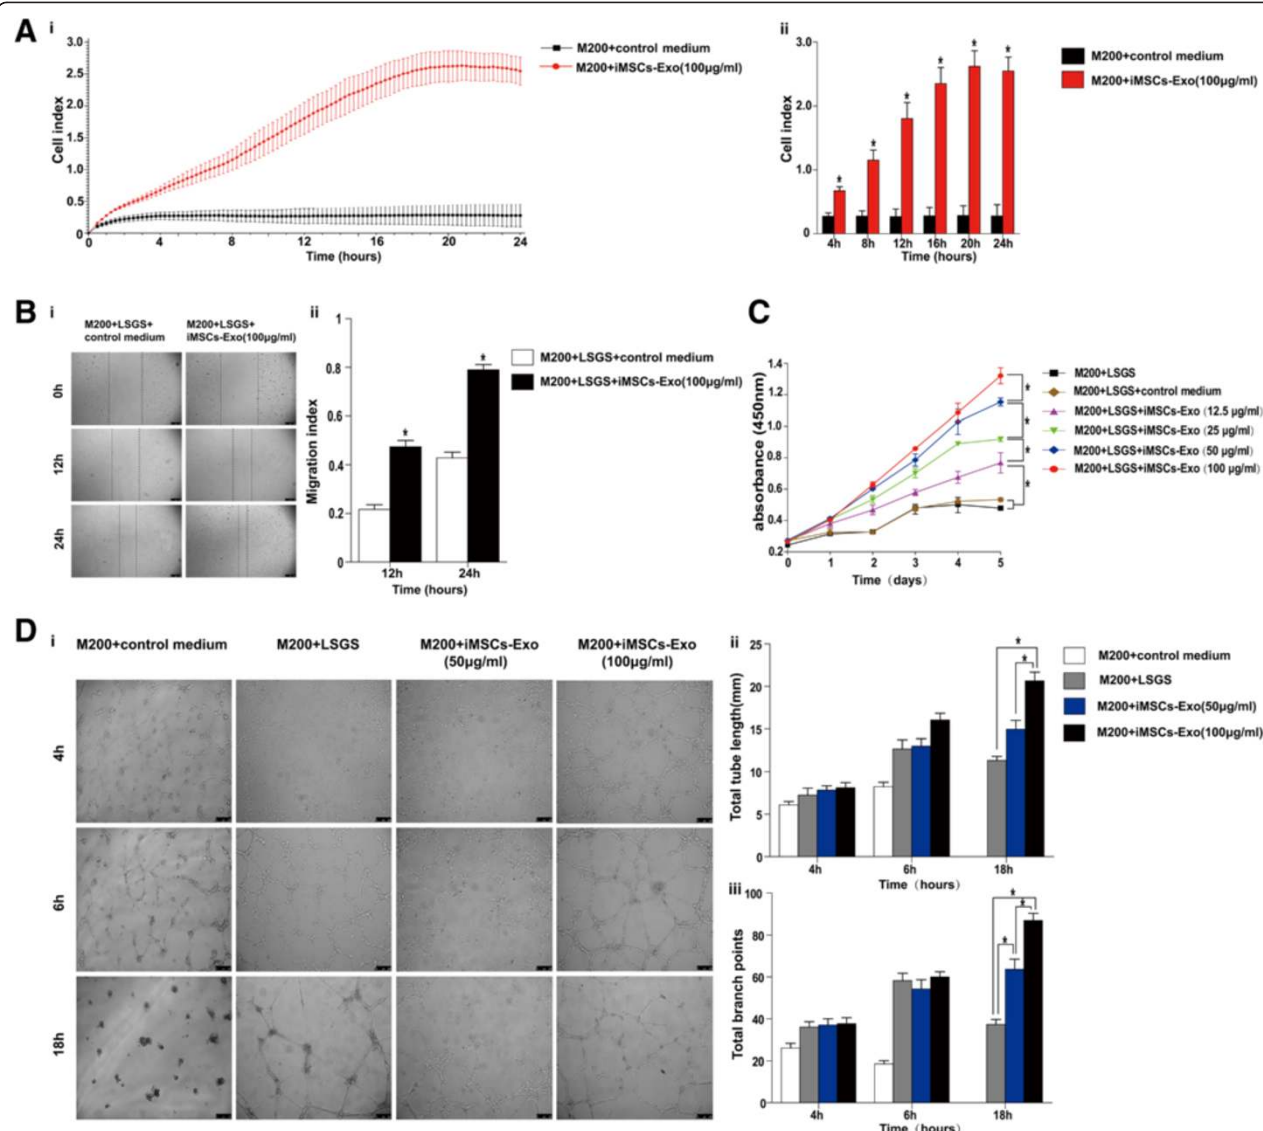 A
i
3.0
2.5
2.0
1.5
1.0
0.5
0
Cell index
0 4 8 12 16 20 24
Time (hours)
M200+control medium
M200+iMSCs-Exo(100μg/ml)
ii
3.0
2.0
1.0
0
Cell index
* * * * * *
4h 8h 12h 16h 20h 24h
Time (hours)
M200+control medium
M200+iMSCs-Exo(100μg/ml)
B
i
M200+LSGS+
control medium
M200+LSGS+
iMSCs-Exo(100μg/ml)
0h
12h
24h
ii
1
0.8
0.6
0.4
0.2
0
Migration index
* *
12h 24h
Time (hours)
M200+LSGS+control medium
M200+LSGS+iMSCs-Exo(100μg/ml)
C
1.4
1.2
1.0
0.8
0.6
0.4
0.2
absorbance (450nm)
0 1 2 3 4 5
Time (days)
*
*
*
*
M200+LSGS
M200+LSGS+control medium
M200+LSGS+iMSCs-Exo (12.5 μg/ml)
M200+LSGS+iMSCs-Exo (25 μg/ml)
M200+LSGS+iMSCs-Exo (50 μg/ml)
M200+LSGS+iMSCs-Exo (100 μg/ml)
D
i
M200+control medium
M200+LSGS
M200+iMSCs-Exo
(50μg/ml)
M200+iMSCs-Exo
(100μg/ml)
4h
6h
18h
ii
25
20
15
10
5
0
Total tube length(mm)
*
*
4h 6h 18h
Time (hours)
M200+control medium
M200+LSGS
M200+iMSCs-Exo(50μg/ml)
M200+iMSCs-Exo(100μg/ml)
iii
100
80
60
40
20
0
Total branch points
*
*
*
4h 6h 18h
Time (hours)